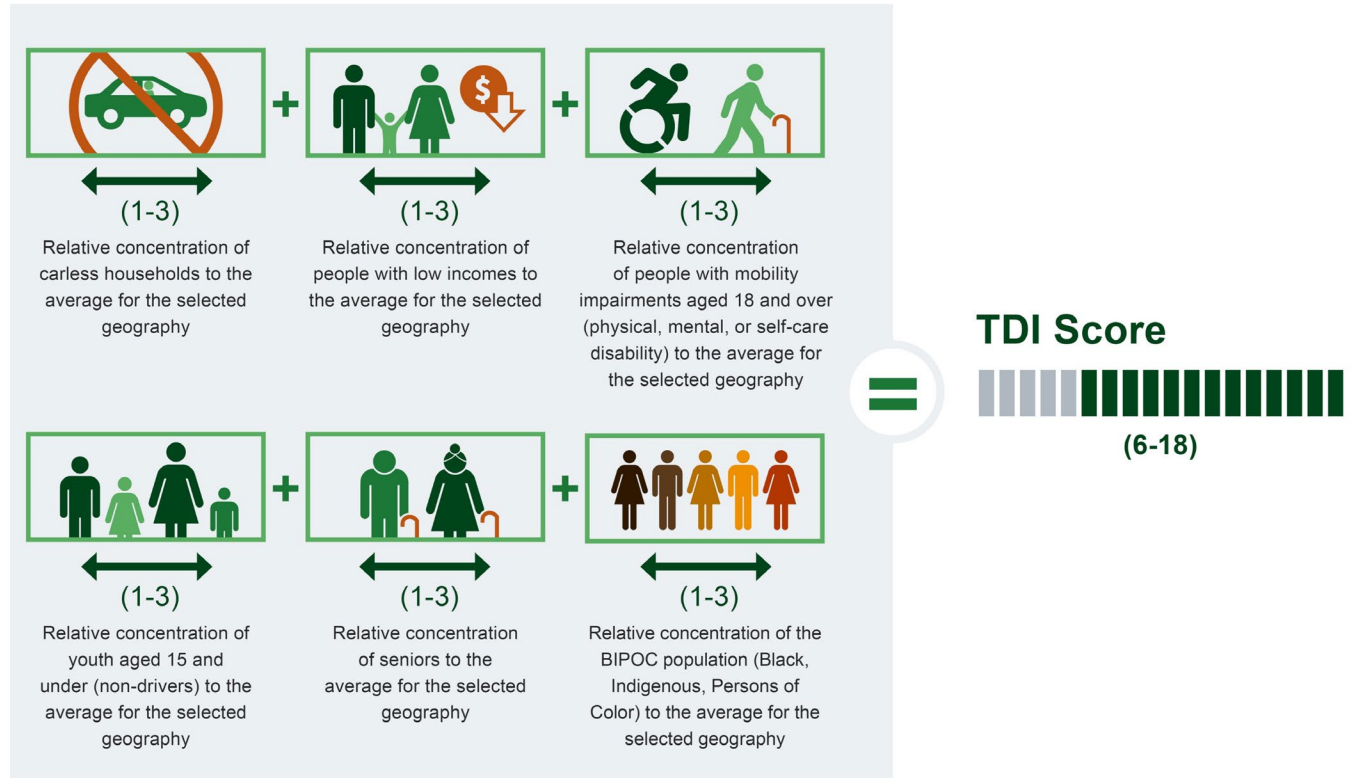 $
(1-3)
Relative concentration of
carless households to the
average for the selected
geography
+
(1-3)
Relative concentration of
people with low incomes to
the average for the selected
geography
+
(1-3)
Relative concentration
of people with mobility
impairments aged 18 and over
(physical, mental, or self-care
disability) to the average for
the selected geography
(1-3)
Relative concentration of
youth aged 15 and
under (non-drivers) to the
average for the selected
geography
+
(1-3)
Relative concentration
of seniors to the
average for the selected
geography
+
(1-3)
Relative concentration of the
BIPOC population (Black,
Indigenous, Persons of
Color) to the average for the
selected geography
=
TDI Score
(6-18)